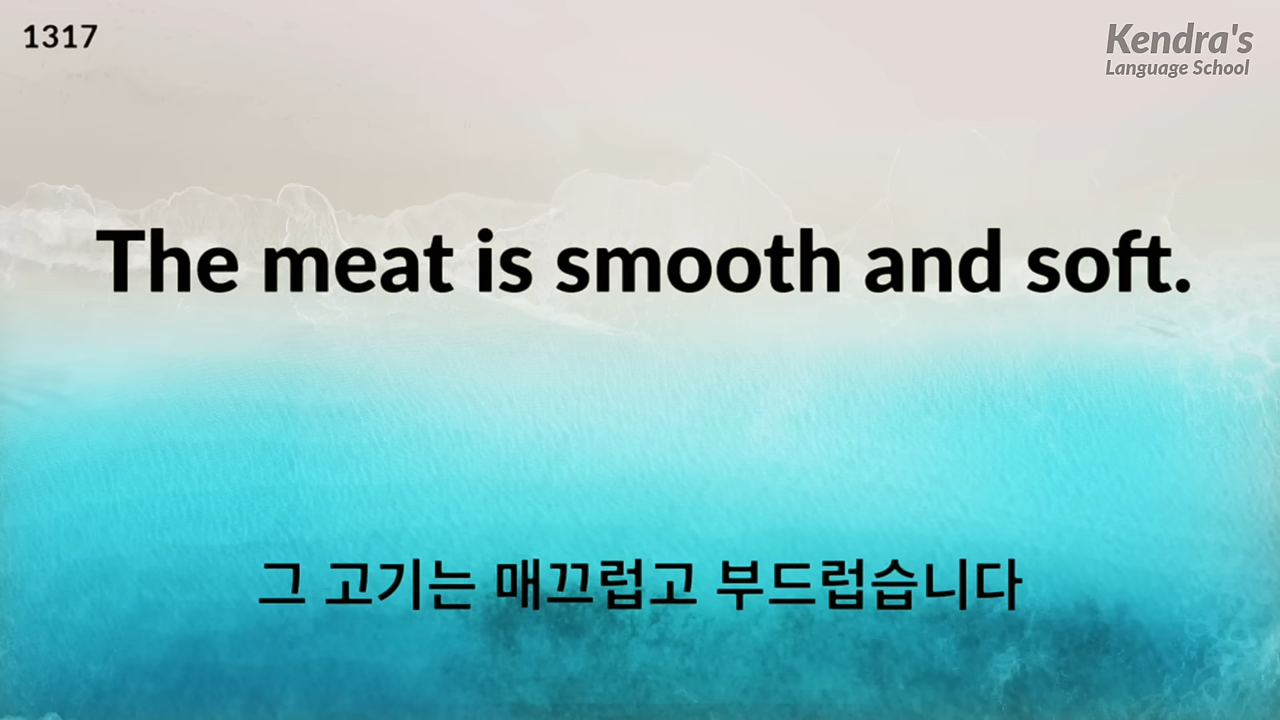 1317
Kendra's
Language School
The meat is smooth and soft.
그 고기는 매끄럽고 부드럽습니다